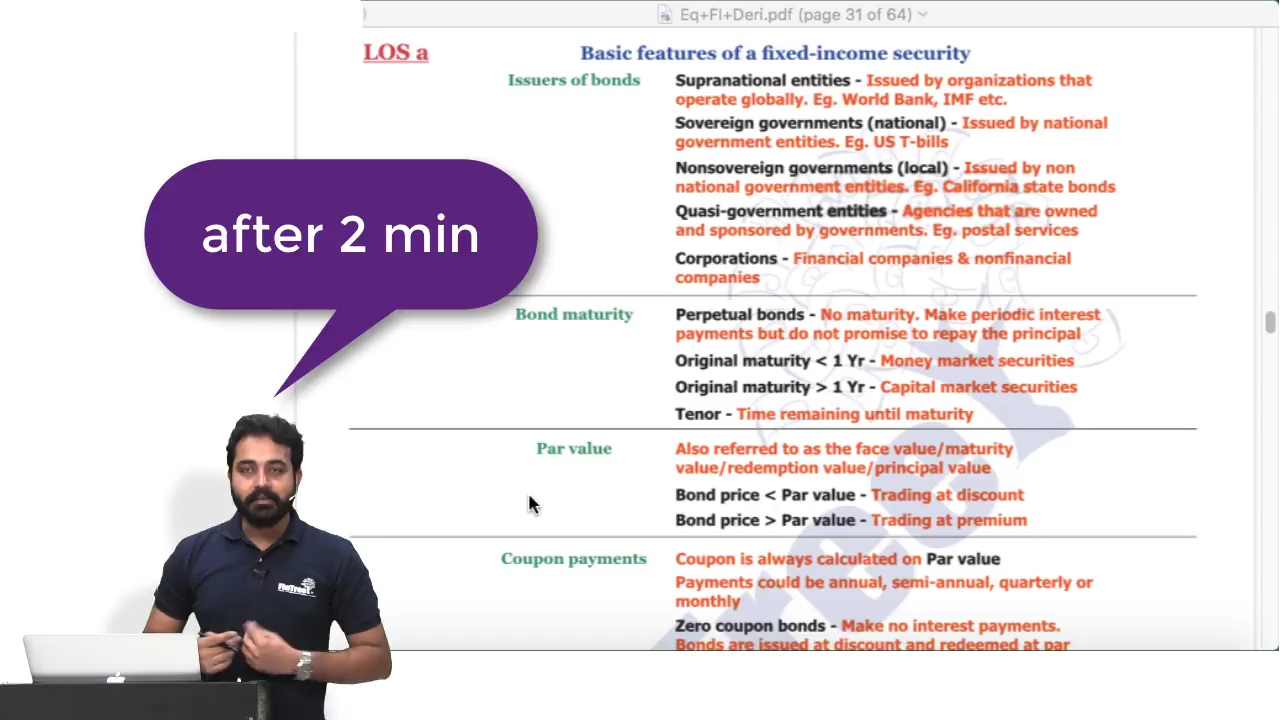 Eq+FI+Deri.pdf (page 31 of 64)
LOS a
Basic features of a fixed-income security
Issuers of bonds
Supranational entities - Issued by organizations that
operate globally. Eg. World Bank, IMF etc.
Sovereign governments (national) - Issued by national
government entities. Eg. US T-bills
Nonsovereign governments (local) - Issued by non
national government entities. Eg. California state bonds
Quasi-government entities - Agencies that are owned
and sponsored by governments. Eg. postal services
Corporations - Financial companies & nonfinancial
companies
after 2 min
Bond maturity
Perpetual bonds - No maturity. Make periodic interest
payments but do not promise to repay the principal
Original maturity < 1 Yr - Money market securities
Original maturity > 1 Yr - Capital market securities
Tenor - Time remaining until maturity
Par value
Also referred to as the face value/maturity
value/redemption value/principal value
Bond price < Par value - Trading at discount
Bond price > Par value - Trading at premium
Coupon payments
Coupon is always calculated on Par value
Payments could be annual, semi-annual, quarterly or
monthly
Zero coupon bonds - Make no interest payments.
Bonds are issued at discount and redeemed at par
FinTree